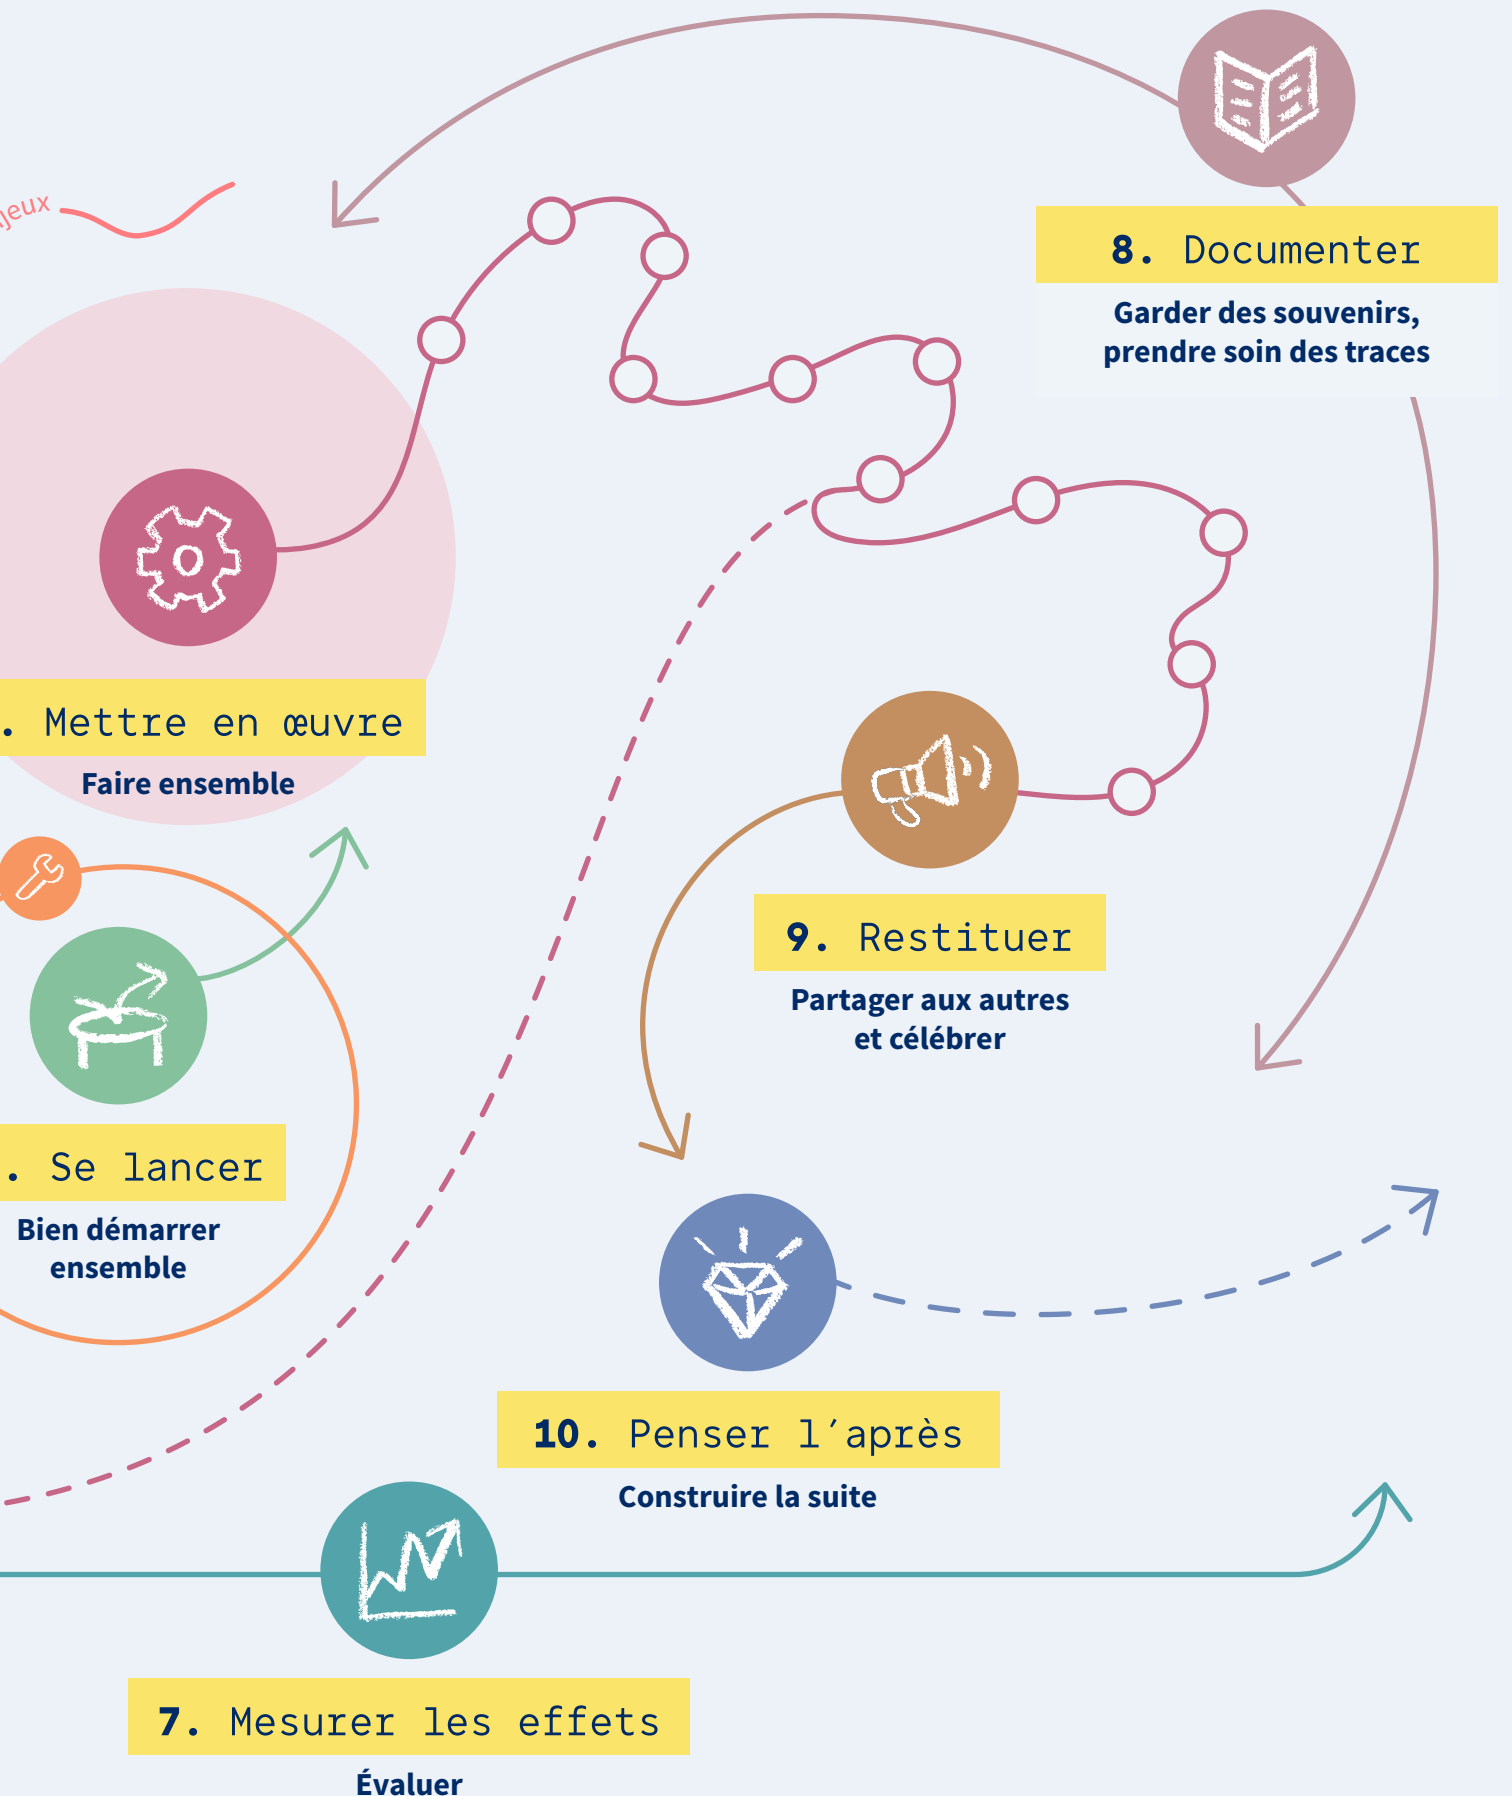 8. Documenter
Garder des souvenirs,
prendre soin des traces
. Mettre en œuvre
Faire ensemble
9. Restituer
Partager aux autres
et célébrer
. Se lancer
Bien démarrer
ensemble
10. Penser l′après
Construire la suite
7. Mesurer les effets
Évaluer